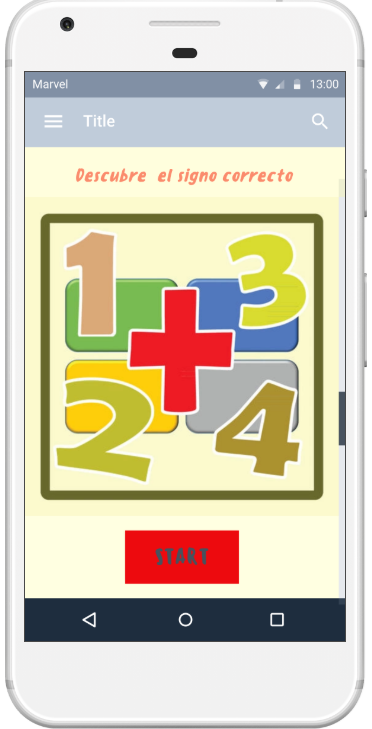 Marvel 13:00
Title
Descubre el signo correcto
1 3
+
2 4
START